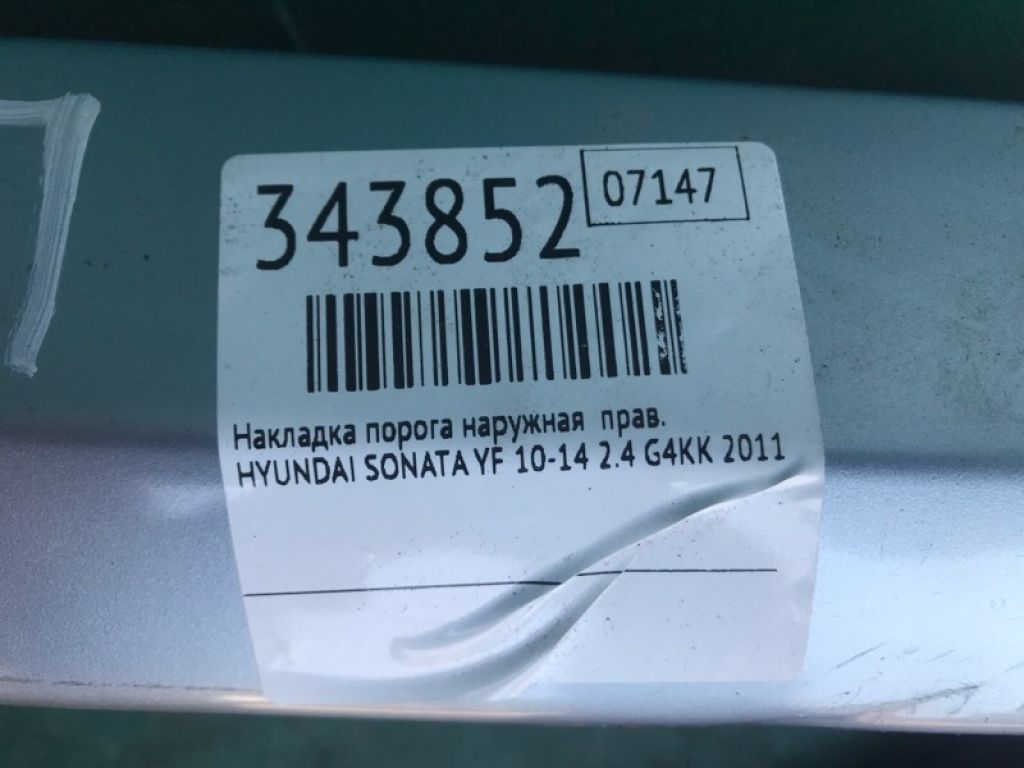 343852 07147
Накладка порога наружная прав.
HYUNDAI SONATA YF 10-14 2.4 G4KK 2011